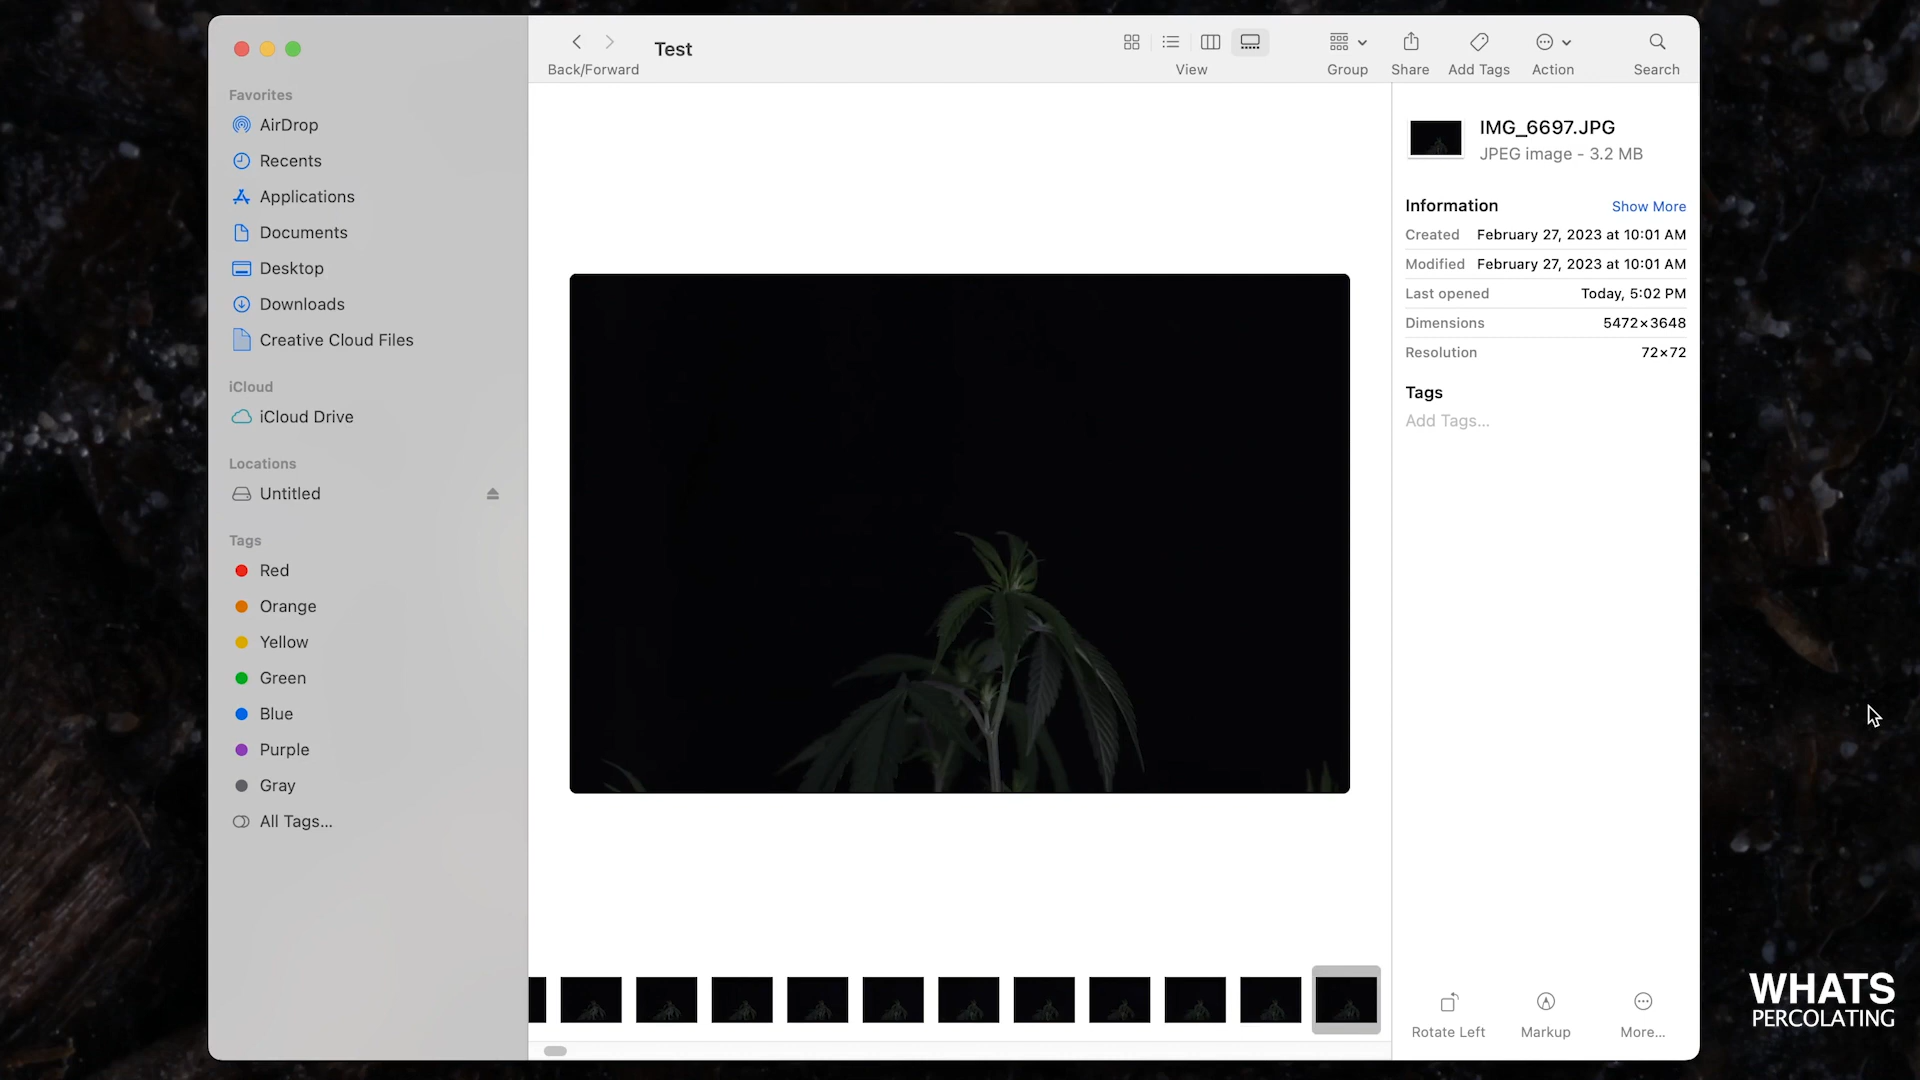 Back/Forward
Test
View
Group
Share
Add Tags
Action
Search
Favorites
AirDrop
Recents
Applications
Documents
Desktop
Downloads
Creative Cloud Files
iCloud
iCloud Drive
Locations
Untitled
Tags
Red
Orange
Yellow
Green
Blue
Purple
Gray
All Tags...
IMG_6697.JPG
JPEG image - 3.2 MB
Information Show More
Created February 27, 2023 at 10:01 AM
Modified February 27, 2023 at 10:01 AM
Last opened Today, 5:02 PM
Dimensions 5472×3648
Resolution 72×72
Tags
Add Tags...
Rotate Left
Markup
More...
WHATS
PERCOLATING